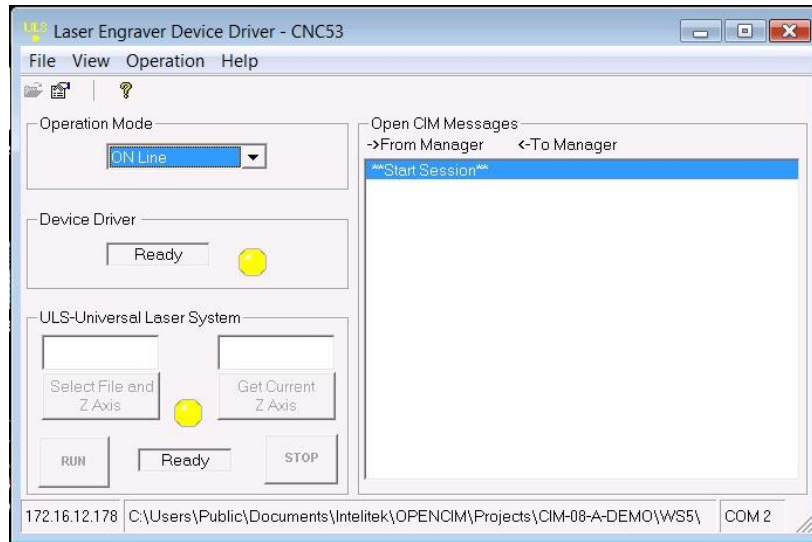 ULS Laser Engraver Device Driver - CNC53
File View Operation Help
Operation Mode
ON Line
Device Driver
Ready
ULS-Universal Laser System
Select File and
Z Axis
Get Current
Z Axis
RUN
Ready
STOP
Open CIM Messages
->From Manager <-To Manager
**Start Session**
172.16.12.178 C:\Users\Public\Documents\Intelitek\OPENCIM\Projects\CIM-08-A-DEMO\WS5\ COM 2